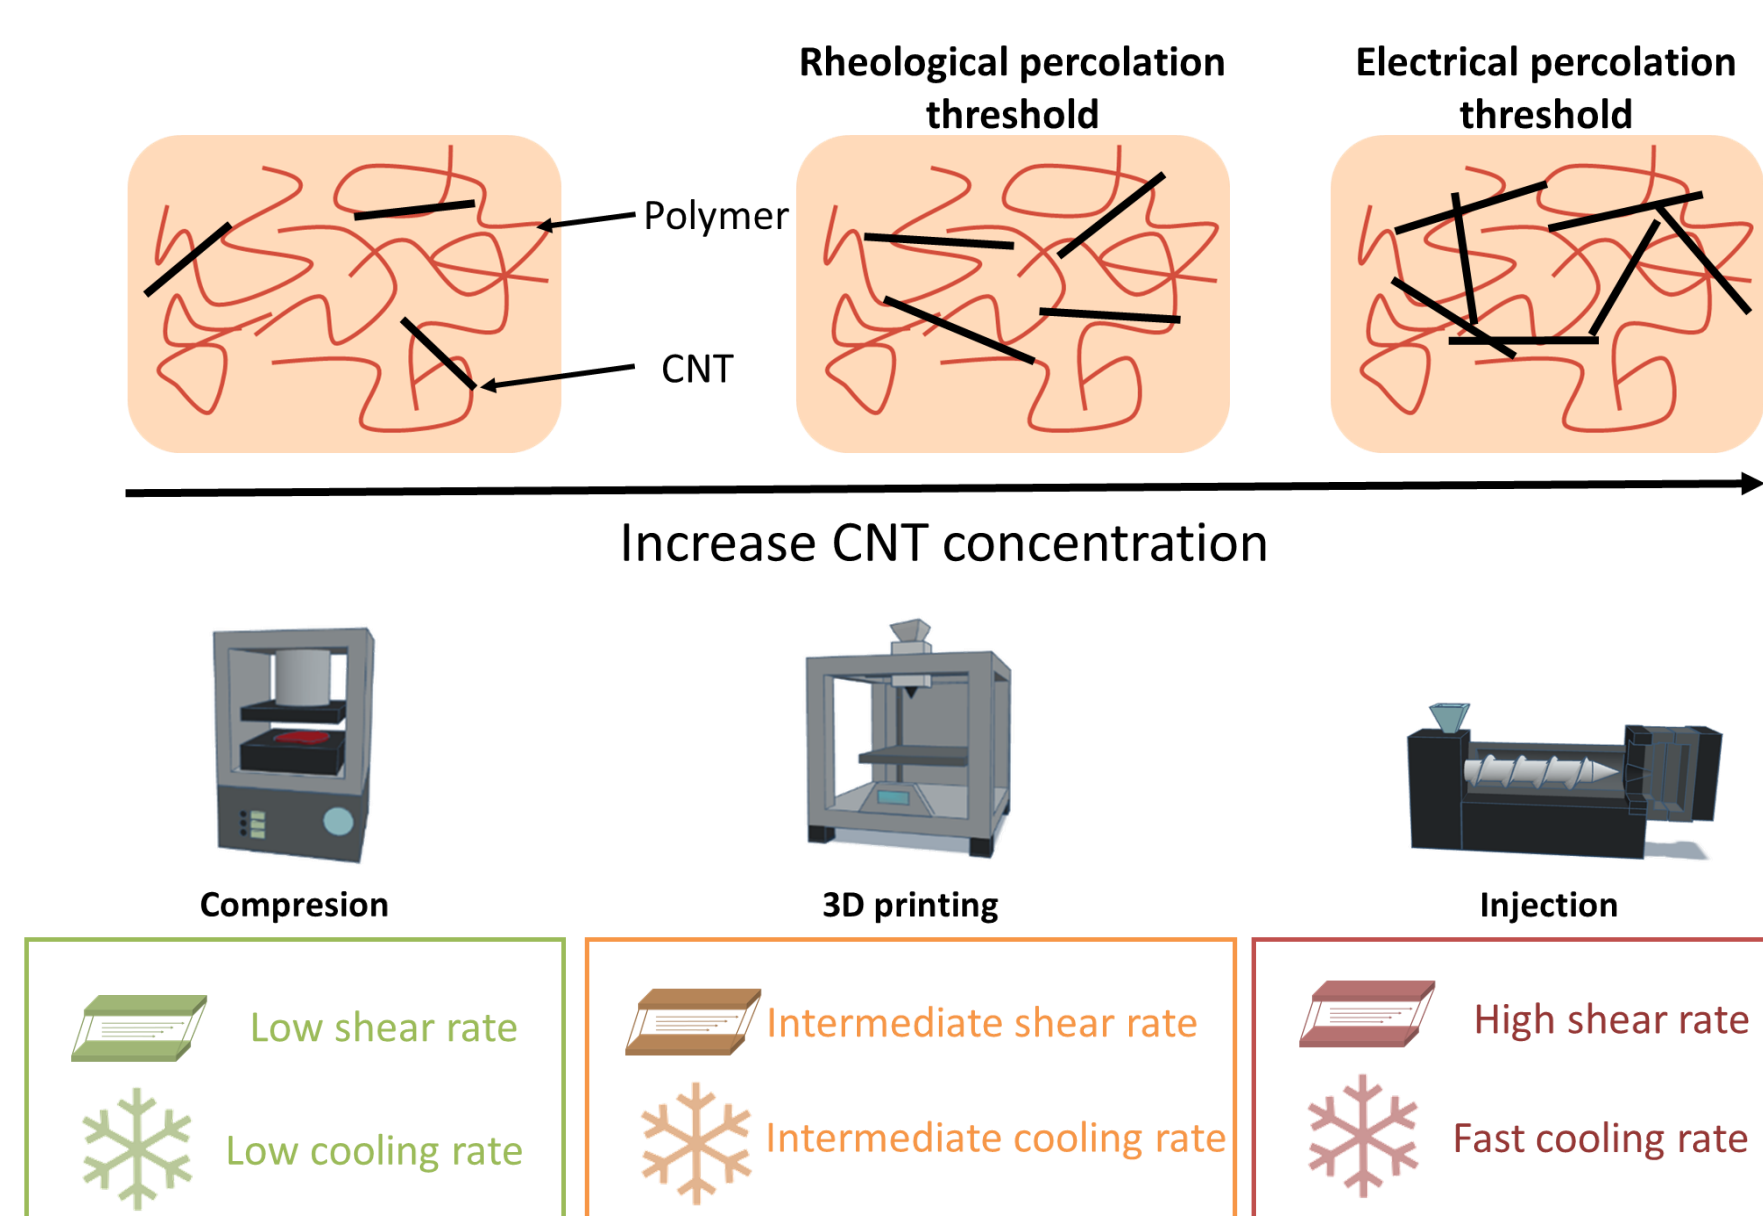 Rheological percolation
threshold
Electrical percolation
threshold
Polymer
CNT
Increase CNT concentration
Compresion
3D printing
Injection
Low shear rate
Low cooling rate
Intermediate shear rate
Intermediate cooling rate
High shear rate
Fast cooling rate